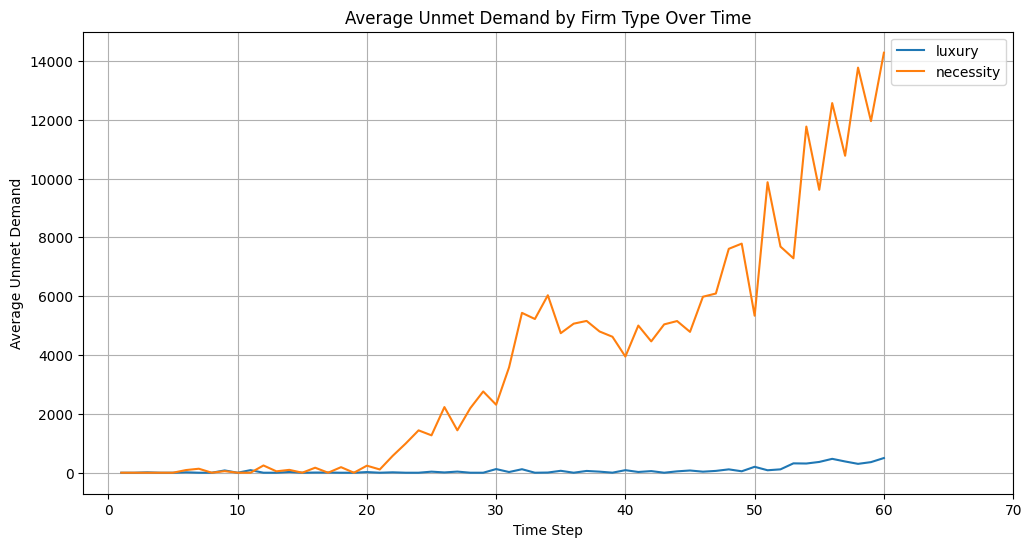 Average Unmet Demand by Firm Type Over Time
luxury
necessity
14000
12000
10000
8000
6000
4000
2000
0
Average Unmet Demand
0 10 20 30 40 50 60 70
Time Step